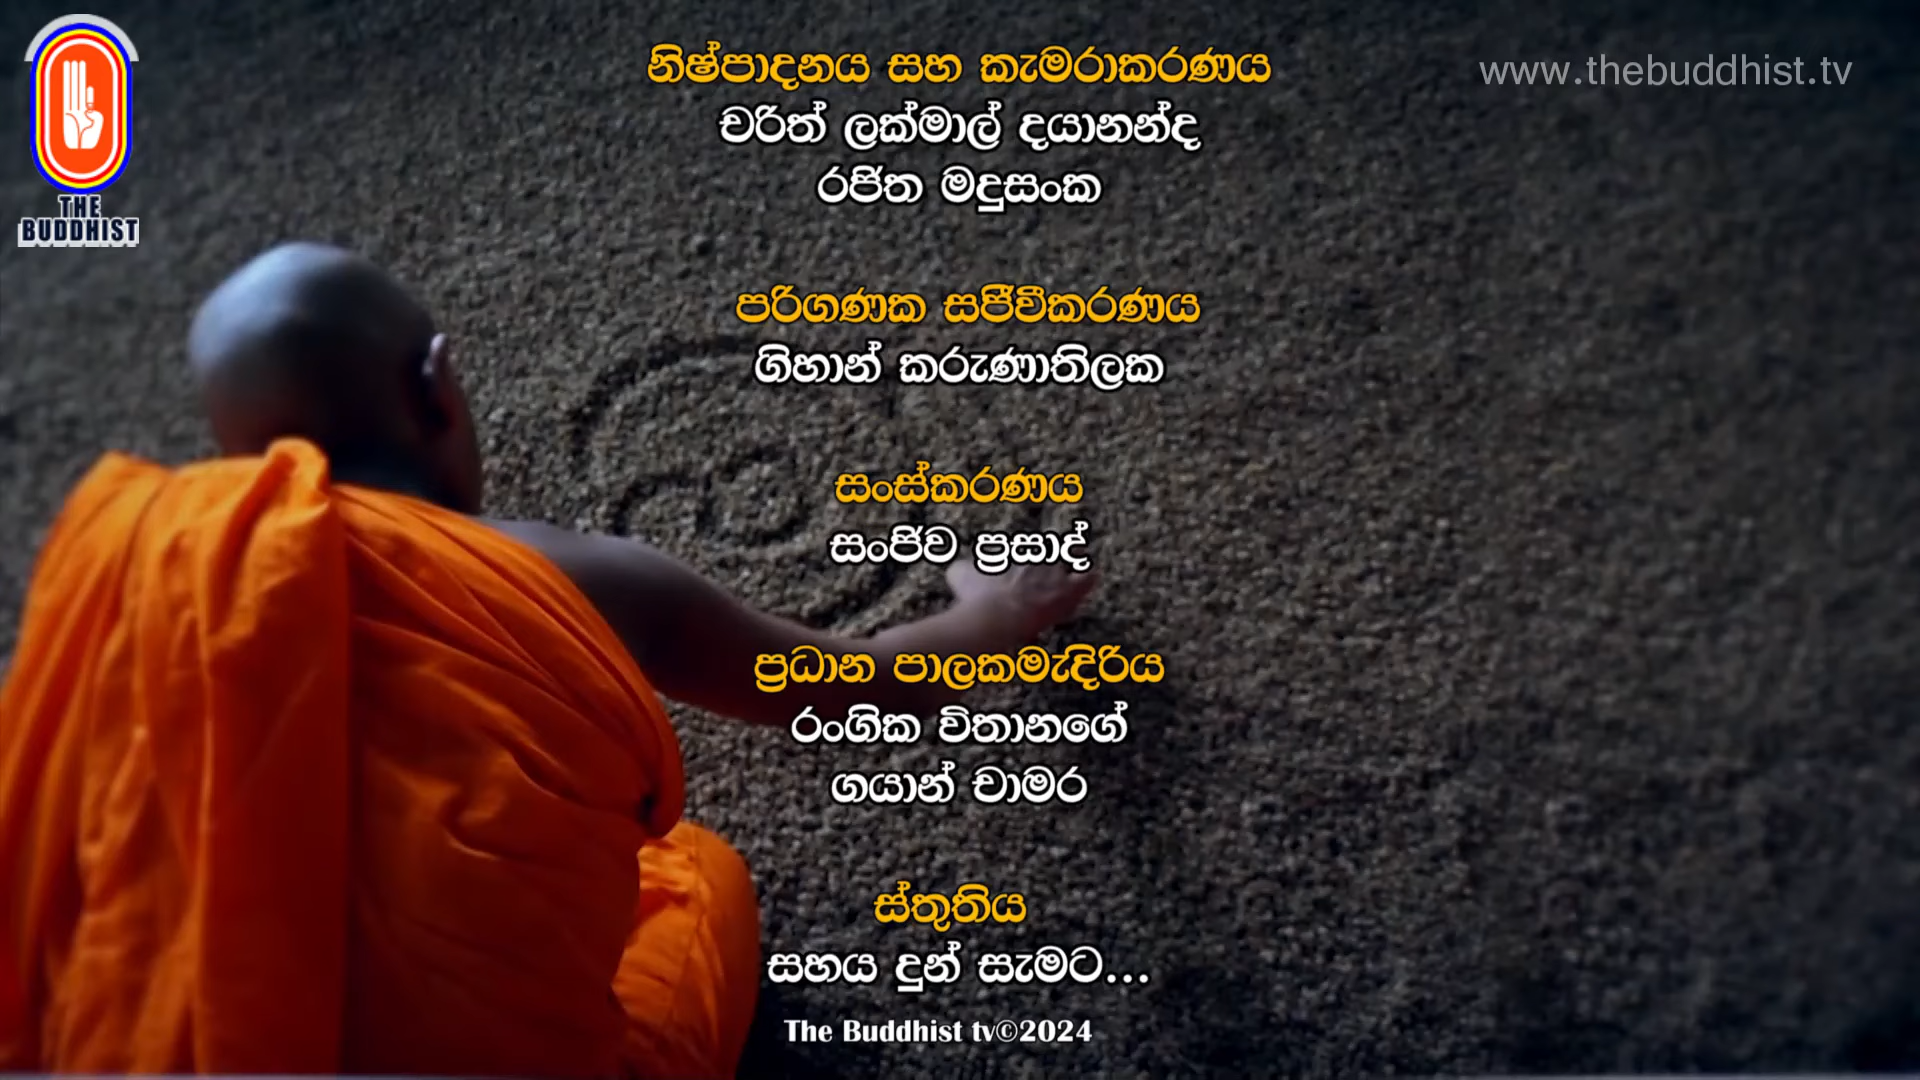 THE
BUDDHIST
www.thebuddhist.tv
නිෂ්පාදනය සහ කැමරාකරණය
චරිත් ලක්මාල් දයානන්ද
රජිත මදුසංක
පරිගණක සජීවීකරණය
ගිහාන් කරුණාතිලක
සංස්කරණය
සංජිව ප්‍රසාද්
ප්‍රධාන පාලකමැදිරිය
රංගික විතානගේ
ගයාන් චාමර
ස්තුතිය
සහය දුන් සැමට...
The Buddhist tv©2024